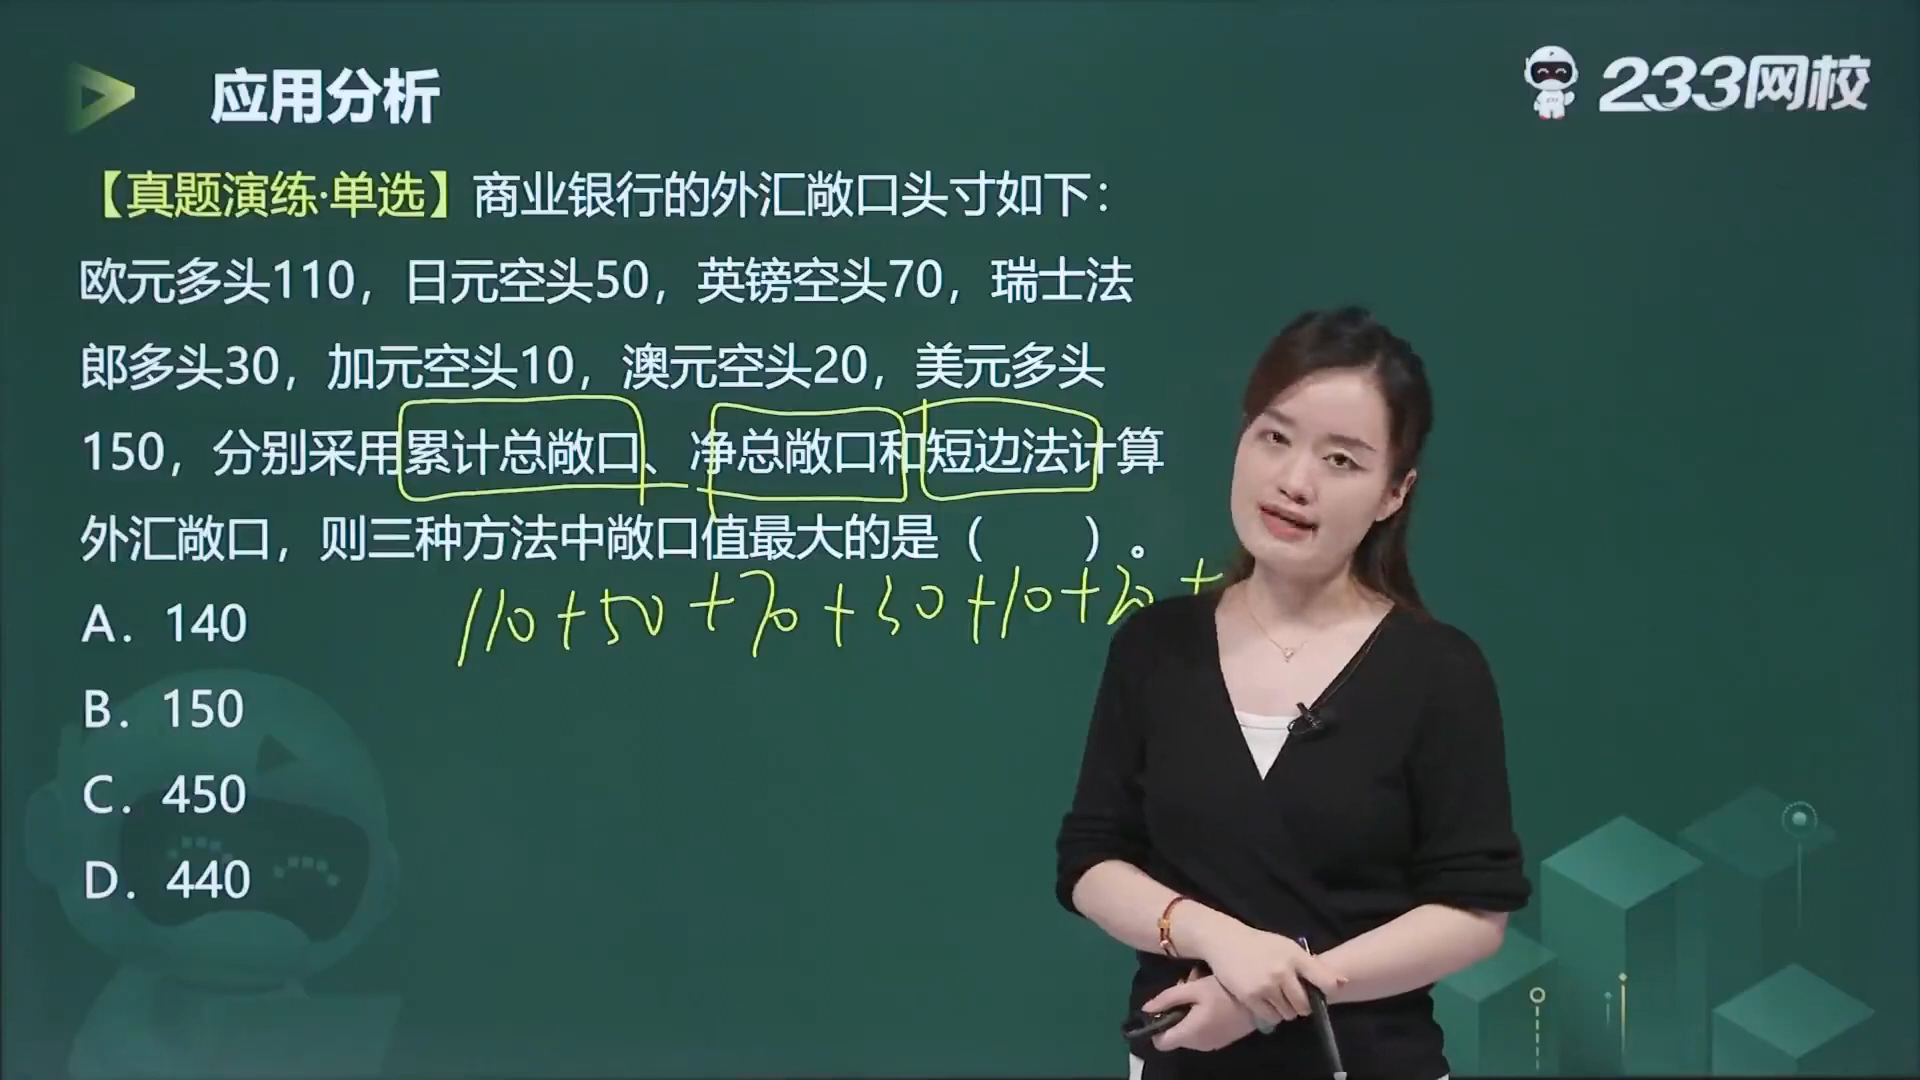 应用分析
233网校
【真题演练·单选】商业银行的外汇敞口头寸如下：
欧元多头110，日元空头50，英镑空头70，瑞士法
郎多头30，加元空头10，澳元空头20，美元多头
150，分别采用累计总敞口、净总敞口和短边法计算
外汇敞口，则三种方法中敞口值最大的是（　　）。
110+50+70+30+10+20+
A．140
B．150
C．450
D．440